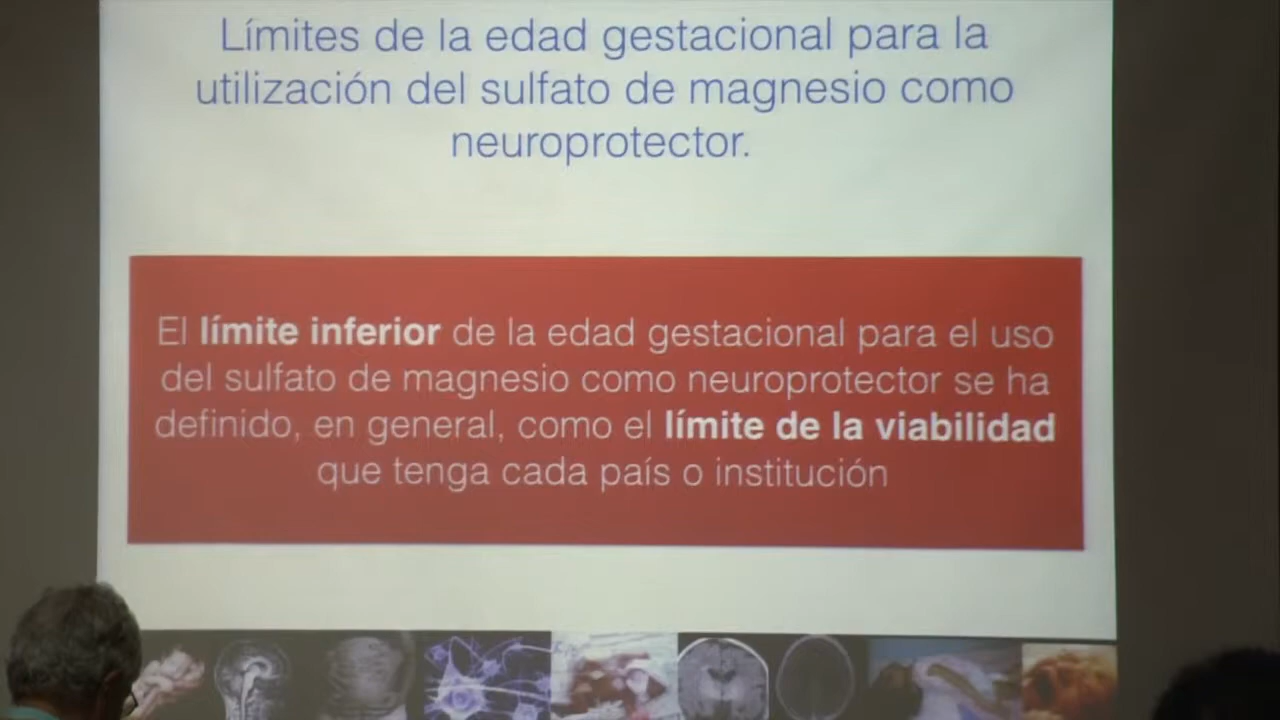 Límites de la edad gestacional para la
utilización del sulfato de magnesio como
neuroprotector.
El límite inferior de la edad gestacional para el uso
del sulfato de magnesio como neuroprotector se ha
definido, en general, como el límite de la viabilidad
que tenga cada país o institución